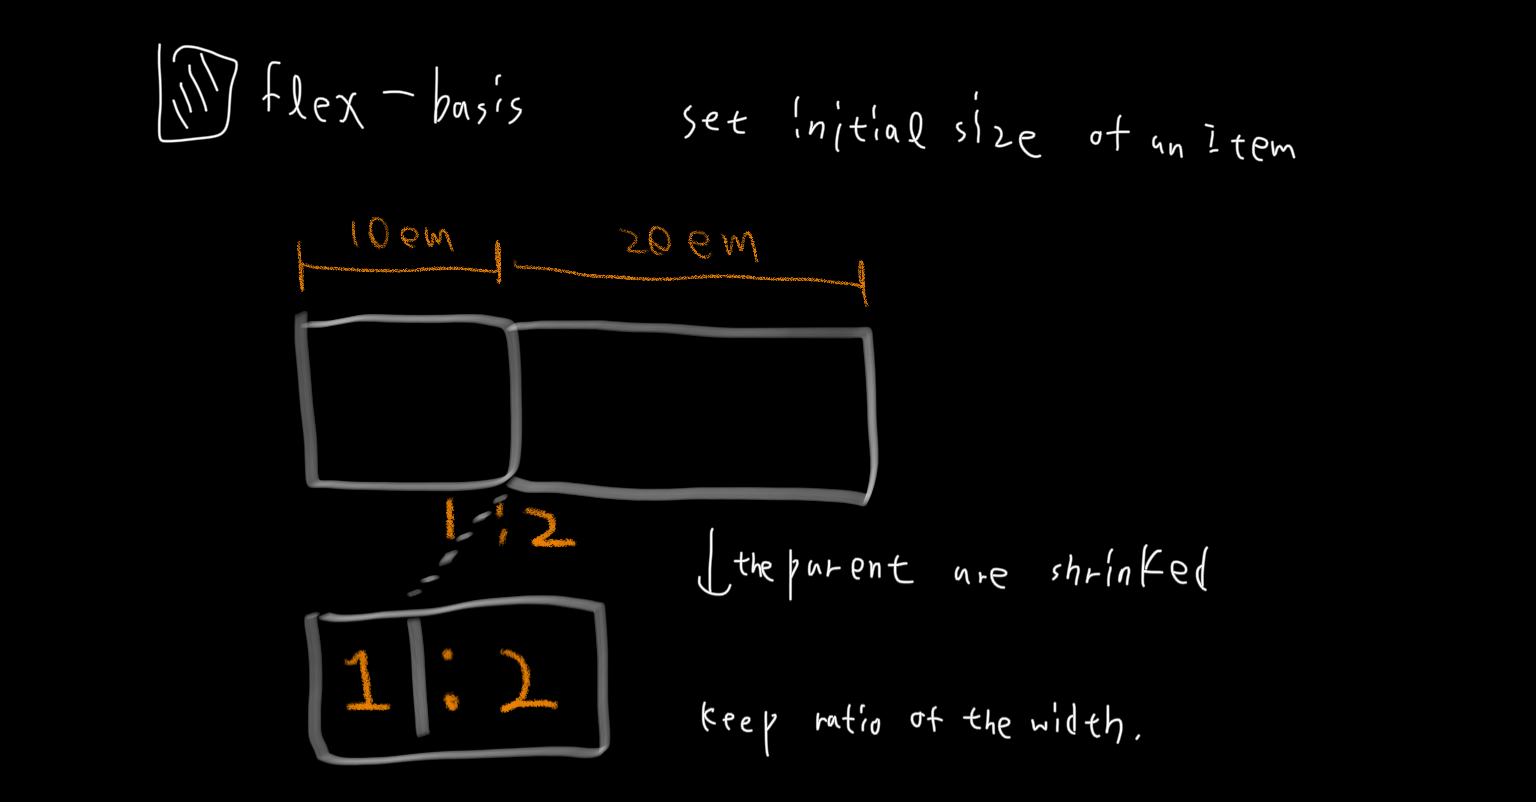 flex-basis
set initial size of an item
10em 20em
1:2
the parent are shrinked
1:2
keep ratio of the width.